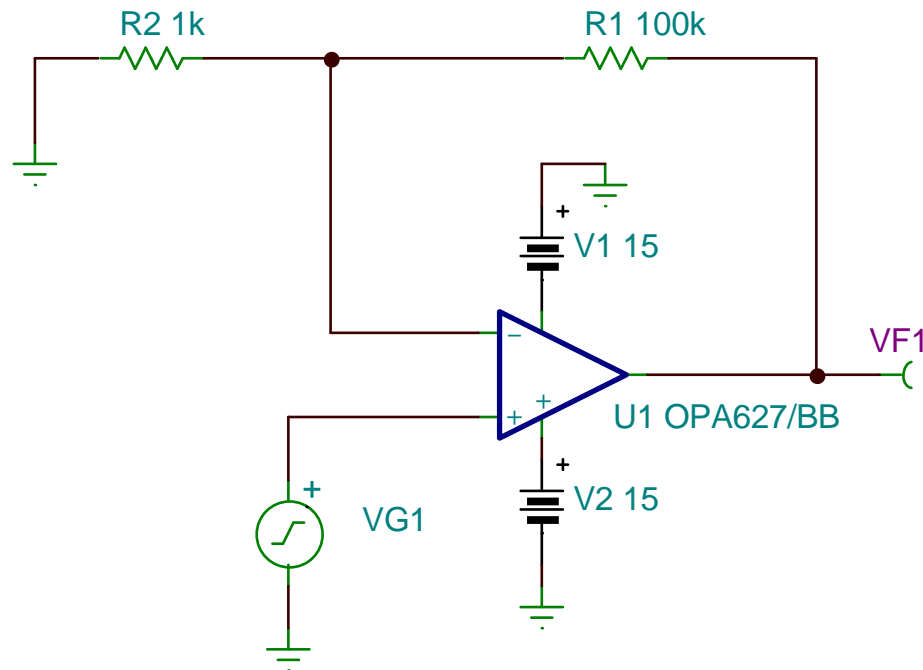 R2 1k
R1 100k
+
V1 15
−
+
+
U1 OPA627/BB
VF1
+
V2 15
+
VG1